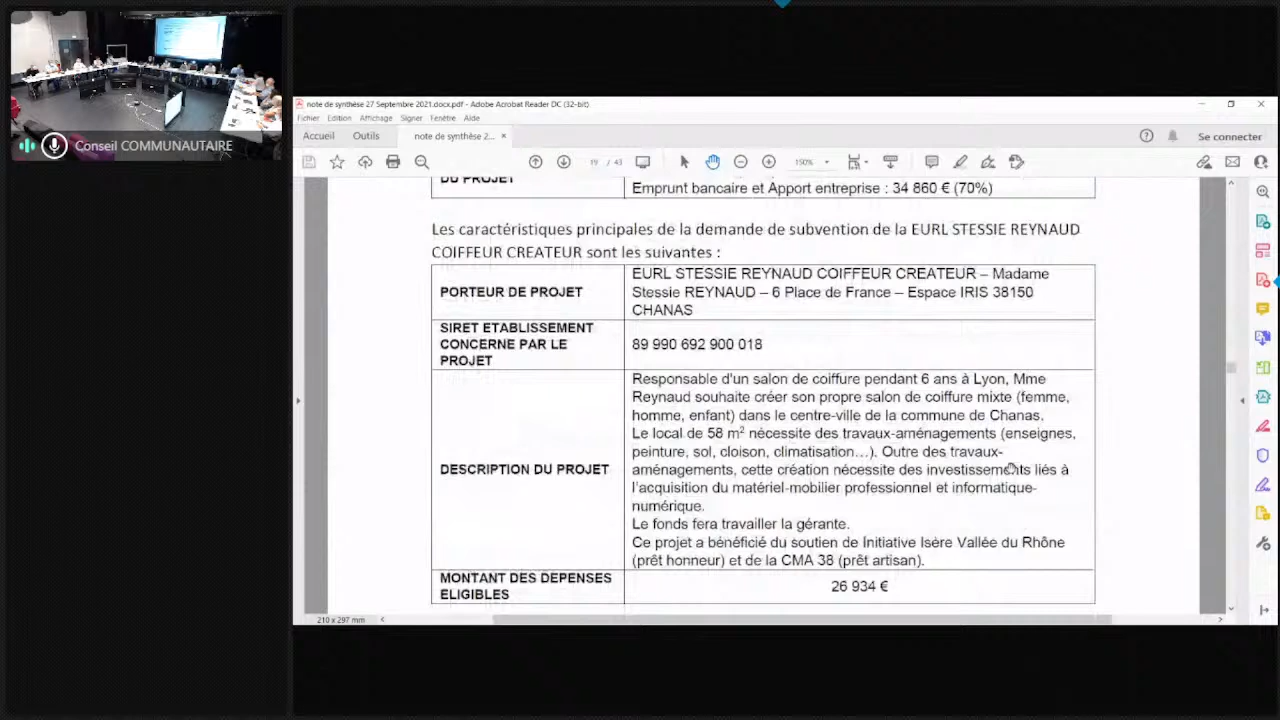 Conseil COMMUNAUTAIRE
note de synthèse 27 Septembre 2021.docx.pdf - Adobe Acrobat Reader DC (32-bit)
Fichier Edition Affichage Signer Fenêtre Aide
Accueil Outils note de synthèse 2... × Se connecter
19 / 43 150%
DU PROJET
Emprunt bancaire et Apport entreprise : 34 860 € (70%)
Les caractéristiques principales de la demande de subvention de la EURL STESSIE REYNAUD
COIFFEUR CREATEUR sont les suivantes :
PORTEUR DE PROJET
EURL STESSIE REYNAUD COIFFEUR CREATEUR – Madame
Stessie REYNAUD – 6 Place de France – Espace IRIS 38150
CHANAS
SIRET ETABLISSEMENT
CONCERNE PAR LE
PROJET
89 990 692 900 018
DESCRIPTION DU PROJET
Responsable d'un salon de coiffure pendant 6 ans à Lyon, Mme
Reynaud souhaite créer son propre salon de coiffure mixte (femme,
homme, enfant) dans le centre-ville de la commune de Chanas.
Le local de 58 m² nécessite des travaux-aménagements (enseignes,
peinture, sol, cloison, climatisation…). Outre des travaux-
aménagements, cette création nécessite des investissements liés à
l'acquisition du matériel-mobilier professionnel et informatique-
numérique.
Le fonds fera travailler la gérante.
Ce projet a bénéficié du soutien de Initiative Isère Vallée du Rhône
(prêt honneur) et de la CMA 38 (prêt artisan).
MONTANT DES DEPENSES
ELIGIBLES
26 934 €
210 x 297 mm